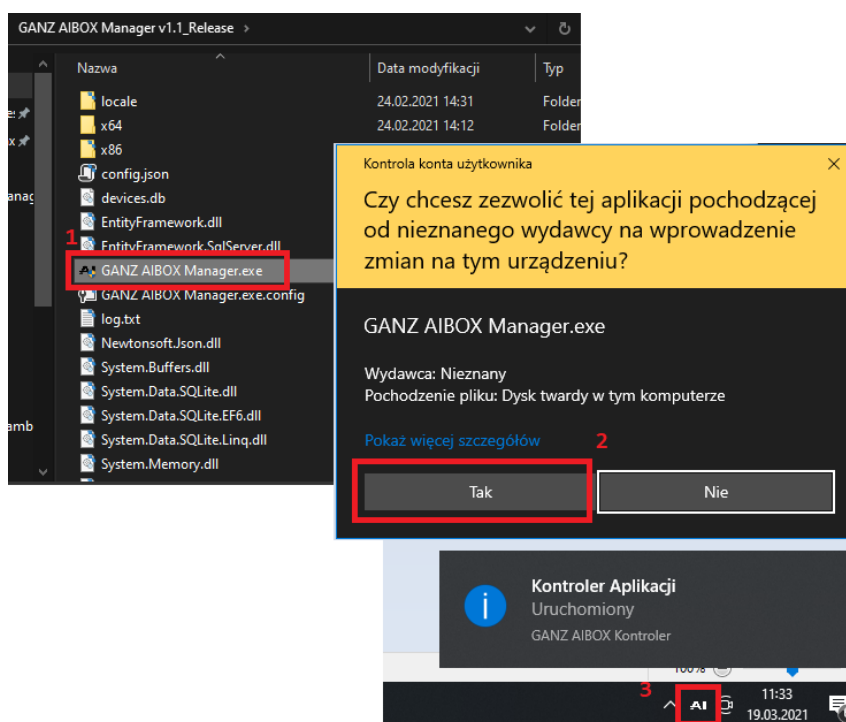 GANZ AIBOX Manager v1.1_Release
Nazwa Data modyfikacji Typ
locale 24.02.2021 14:31 Folder
x64 24.02.2021 14:12 Folder
x86
config.json
devices.db
EntityFramework.dll
1
EntityFramework.SqlServer.dll
GANZ AIBOX Manager.exe
GANZ AIBOX Manager.exe.config
log.txt
Newtonsoft.Json.dll
System.Buffers.dll
System.Data.SQLite.dll
System.Data.SQLite.EF6.dll
System.Data.SQLite.Linq.dll
System.Memory.dll
Kontrola konta użytkownika
Czy chcesz zezwolić tej aplikacji pochodzącej
od nieznanego wydawcy na wprowadzenie
zmian na tym urządzeniu?
GANZ AIBOX Manager.exe
Wydawca: Nieznany
Pochodzenie pliku: Dysk twardy w tym komputerze
Pokaż więcej szczegółów
2
Tak Nie
Kontroler Aplikacji
Uruchomiony
GANZ AIBOX Kontroler
100%
3
AI 11:33
19.03.2021